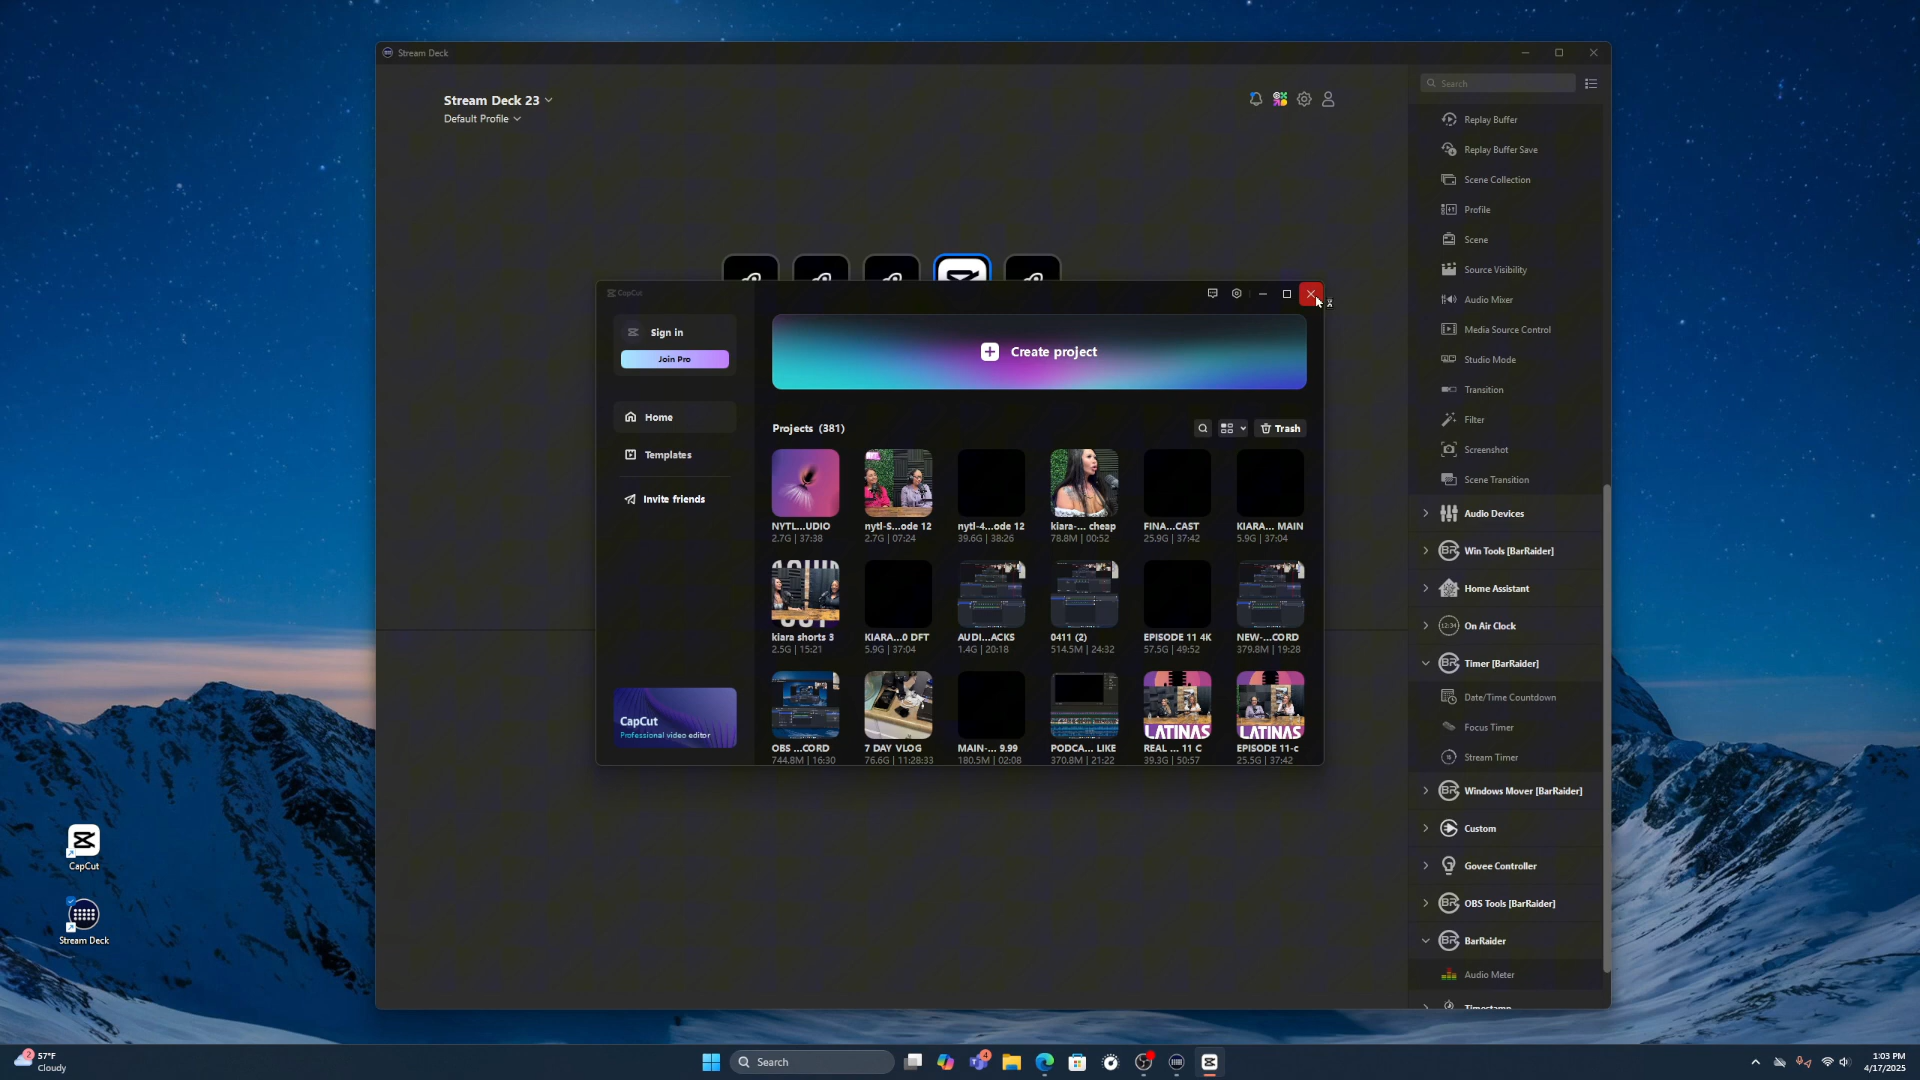 Stream Deck
Stream Deck 23
Default Profile
Search
Replay Buffer
Replay Buffer Save
Scene Collection
Profile
Scene
Source Visibility
Audio Mixer
Media Source Control
Studio Mode
Transition
Filter
Screenshot
Scene Transition
Audio Devices
Win Tools [BarRaider]
Home Assistant
12:34
On Air Clock
Timer [BarRaider]
Date/Time Countdown
Focus Timer
Stream Timer
Windows Mover [BarRaider]
Custom
Govee Controller
OBS Tools [BarRaider]
BarRaider
Audio Meter
Timestamp
CapCut
Sign in
Join Pro
Home
Templates
Invite friends
CapCut
Professional video editor
Create project
Projects (381)
Trash
NYTL...UDIO
2.7G | 37:38
nytl-S...ode 12
2.7G | 07:24
nytl-4...ode 12
39.6G | 38:26
kiara-... cheap
78.8M | 00:52
FINA...CAST
25.9G | 37:42
KIARA... MAIN
5.9G | 37:04
kiara shorts 3
2.5G | 15:21
KIARA...0 DFT
5.9G | 37:04
AUDI...ACKS
1.4G | 20:18
0411 (2)
514.5M | 24:32
EPISODE 11 4K
57.5G | 49:52
NEW-...CORD
379.8M | 19:28
OBS ...CORD
744.8M | 16:30
7 DAY VLOG
76.6G | 11:28:33
MAIN-... 9.99
180.5M | 02:08
PODCA... LIKE
370.8M | 21:22
LATINAS
REAL ... 11 C
39.3G | 50:57
LATINAS
EPISODE 11-c
25.5G | 37:42
CapCut
Stream Deck
2
57°F
Cloudy
Search
4
1:03 PM
4/17/2025